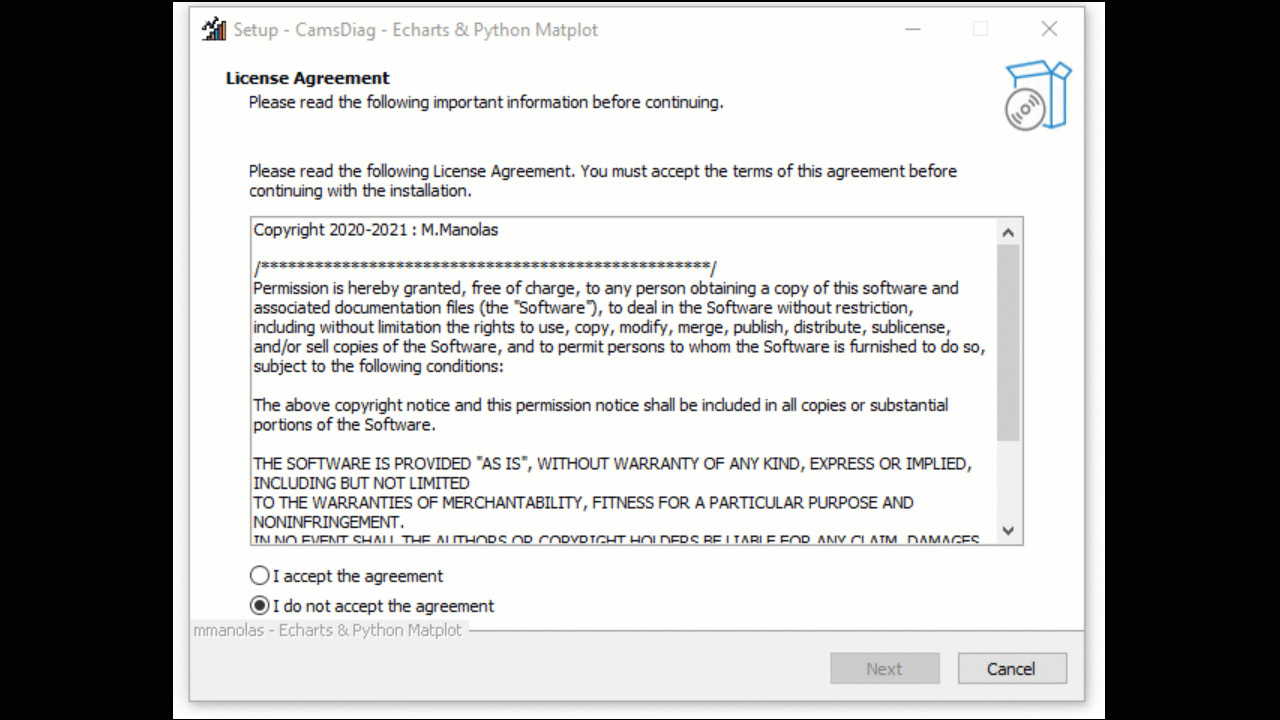 Setup - CamsDiag - Echarts & Python Matplot
License Agreement
Please read the following important information before continuing.
Please read the following License Agreement. You must accept the terms of this agreement before
continuing with the installation.
Copyright 2020-2021 : M.Manolas
/**************************************************/
Permission is hereby granted, free of charge, to any person obtaining a copy of this software and
associated documentation files (the "Software"), to deal in the Software without restriction,
including without limitation the rights to use, copy, modify, merge, publish, distribute, sublicense,
and/or sell copies of the Software, and to permit persons to whom the Software is furnished to do so,
subject to the following conditions:
The above copyright notice and this permission notice shall be included in all copies or substantial
portions of the Software.
THE SOFTWARE IS PROVIDED "AS IS", WITHOUT WARRANTY OF ANY KIND, EXPRESS OR IMPLIED,
INCLUDING BUT NOT LIMITED
TO THE WARRANTIES OF MERCHANTABILITY, FITNESS FOR A PARTICULAR PURPOSE AND
NONINFRINGEMENT.
IN NO EVENT SHALL THE AUTHORS OR COPYRIGHT HOLDERS BE LIABLE FOR ANY CLAIM, DAMAGES
I accept the agreement
I do not accept the agreement
mmanolas - Echarts & Python Matplot
Next
Cancel